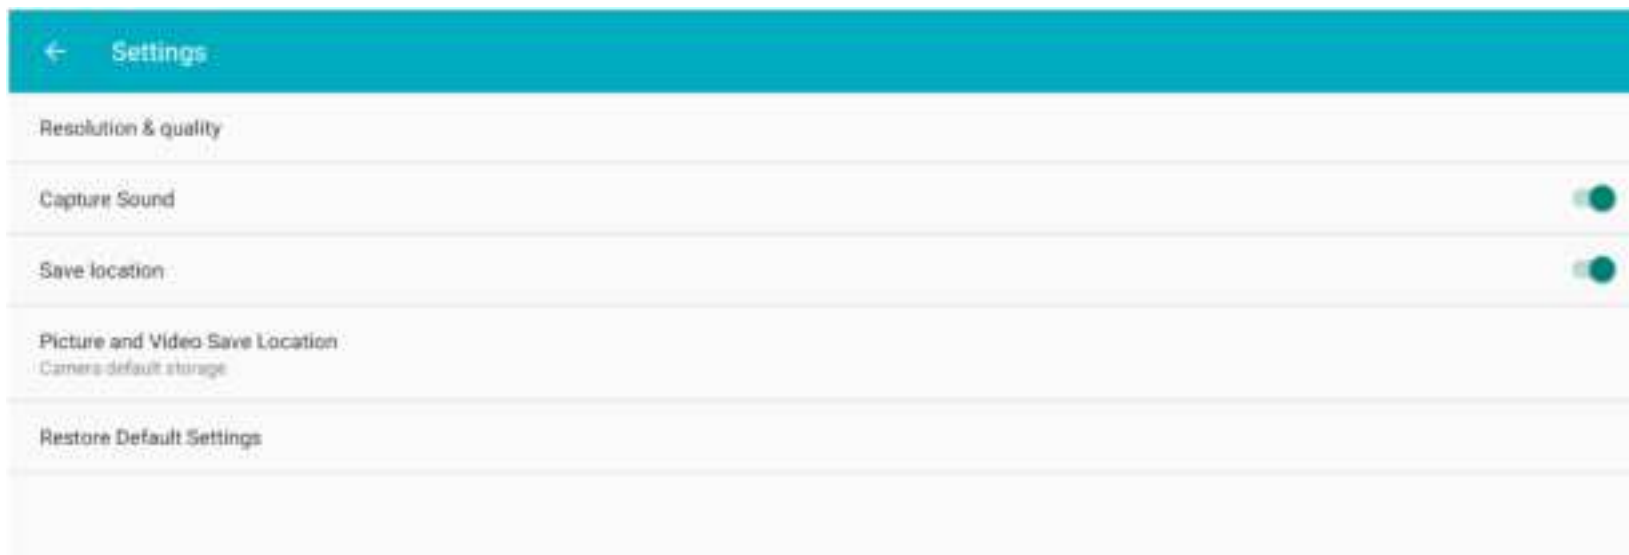 Settings
Resolution & quality
Capture Sound
Save location
Picture and Video Save Location
Camera default storage
Restore Default Settings